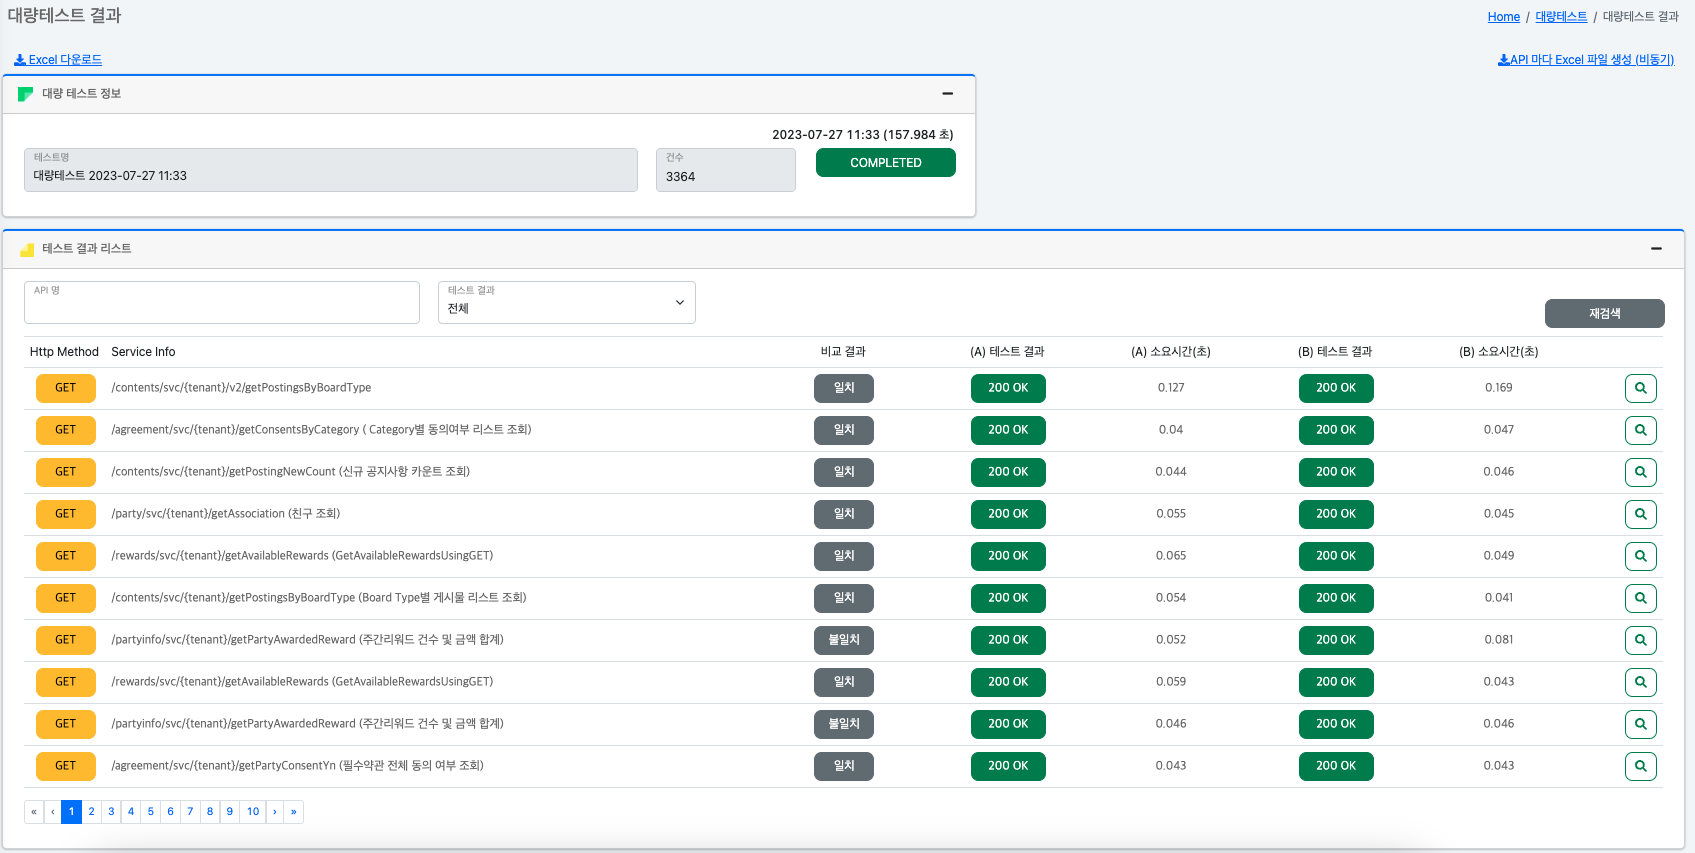 대량테스트 결과
Home / 대량테스트 / 대량테스트 결과
Excel 다운로드
API 마다 Excel 파일 생성 (비동기)
대량 테스트 정보
2023-07-27 11:33 (157.984 초)
테스트명
대량테스트 2023-07-27 11:33
건수
3364
COMPLETED
테스트 결과 리스트
API 명
테스트 결과
전체
재검색
Http Method Service Info 비교 결과 (A) 테스트 결과 (A) 소요시간(초) (B) 테스트 결과 (B) 소요시간(초)
GET /contents/svc/{tenant}/v2/getPostingsByBoardType 일치 200 OK 0.127 200 OK 0.169
GET /agreement/svc/{tenant}/getConsentsByCategory ( Category별 동의여부 리스트 조회) 일치 200 OK 0.04 200 OK 0.047
GET /contents/svc/{tenant}/getPostingNewCount (신규 공지사항 카운트 조회) 일치 200 OK 0.044 200 OK 0.046
GET /party/svc/{tenant}/getAssociation (친구 조회) 일치 200 OK 0.055 200 OK 0.045
GET /rewards/svc/{tenant}/getAvailableRewards (GetAvailableRewardsUsingGET) 일치 200 OK 0.065 200 OK 0.049
GET /contents/svc/{tenant}/getPostingsByBoardType (Board Type별 게시물 리스트 조회) 일치 200 OK 0.054 200 OK 0.041
GET /partyinfo/svc/{tenant}/getPartyAwardedReward (주간리워드 건수 및 금액 합계) 불일치 200 OK 0.052 200 OK 0.081
GET /rewards/svc/{tenant}/getAvailableRewards (GetAvailableRewardsUsingGET) 일치 200 OK 0.059 200 OK 0.043
GET /partyinfo/svc/{tenant}/getPartyAwardedReward (주간리워드 건수 및 금액 합계) 불일치 200 OK 0.046 200 OK 0.046
GET /agreement/svc/{tenant}/getPartyConsentYn (필수약관 전체 동의 여부 조회) 일치 200 OK 0.043 200 OK 0.043
« ‹ 1 2 3 4 5 6 7 8 9 10 › »